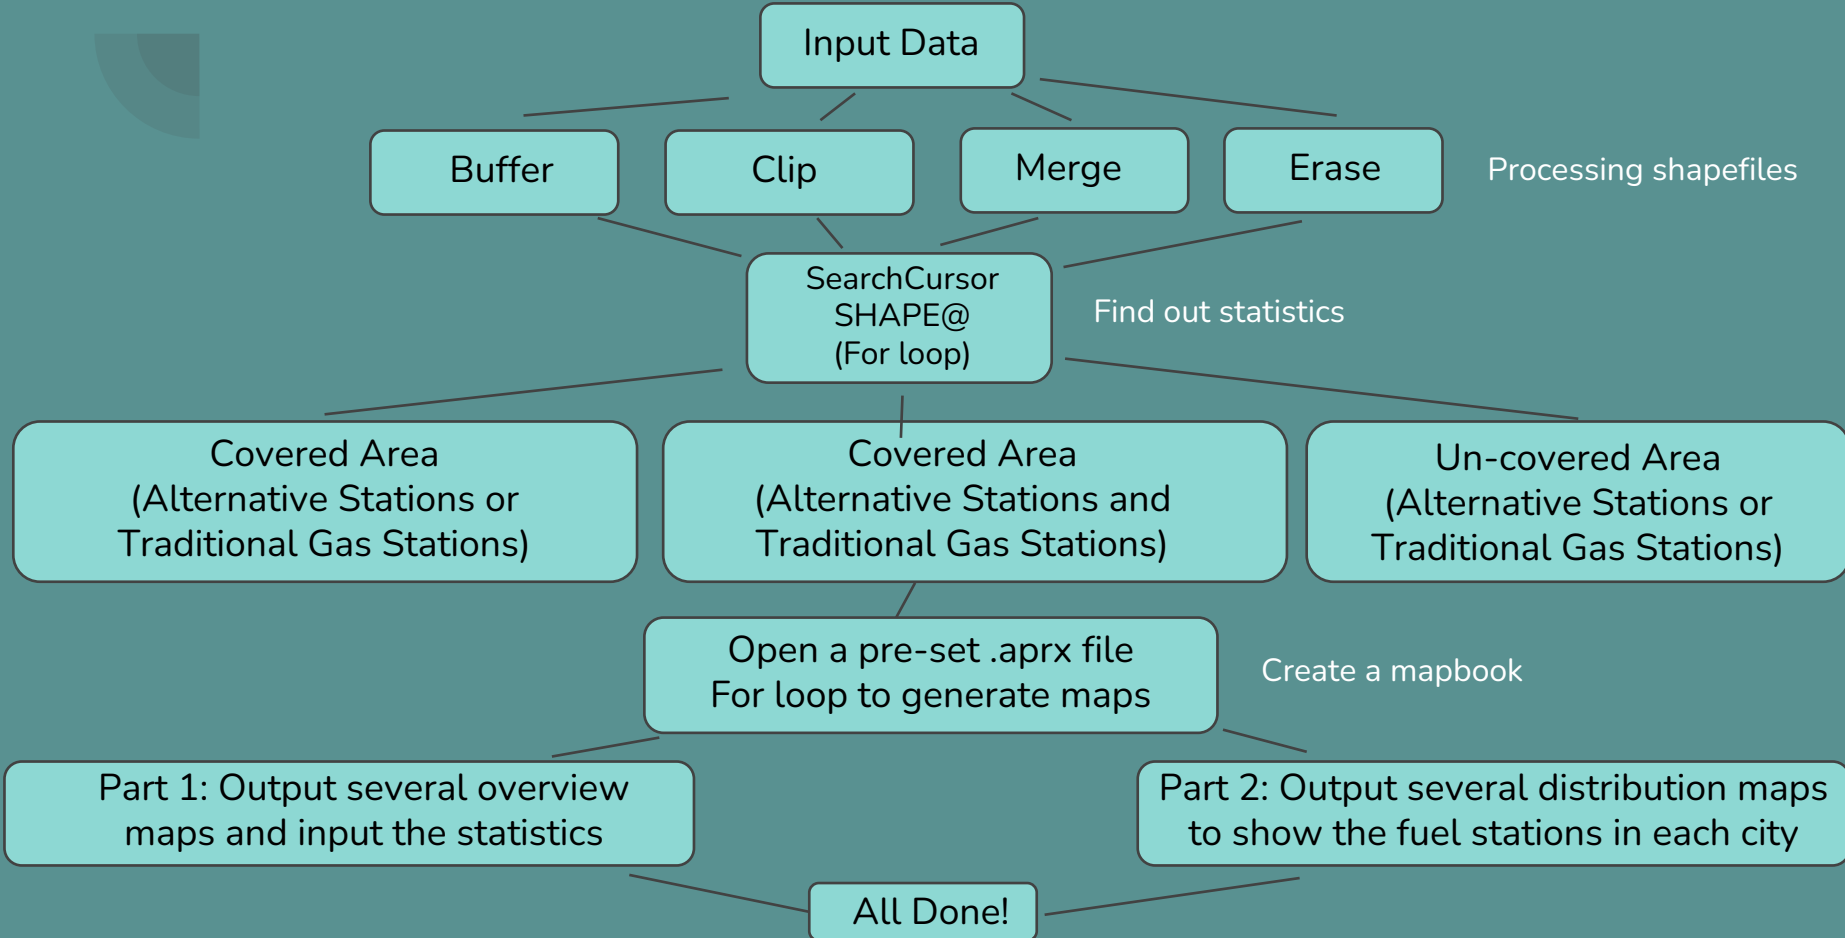 Input Data
Buffer
Clip
Merge
Erase
Processing shapefiles
SearchCursor
SHAPE@
(For loop)
Find out statistics
Covered Area
(Alternative Stations or
Traditional Gas Stations)
Covered Area
(Alternative Stations and
Traditional Gas Stations)
Un-covered Area
(Alternative Stations or
Traditional Gas Stations)
Open a pre-set .aprx file
For loop to generate maps
Create a mapbook
Part 1: Output several overview
maps and input the statistics
Part 2: Output several distribution maps
to show the fuel stations in each city
All Done!